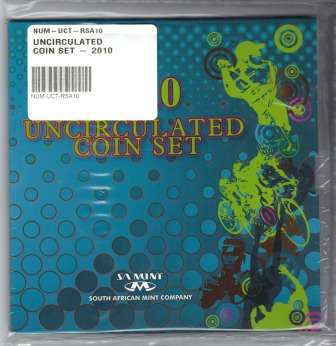 NUM-UCT-RSA10
UNCIRCULATED
COIN SET - 2010
NUM-UCT-RSA10
0
UNCIRCULATED
COIN SET
SA MINT
SOUTH AFRICAN MINT COMPANY